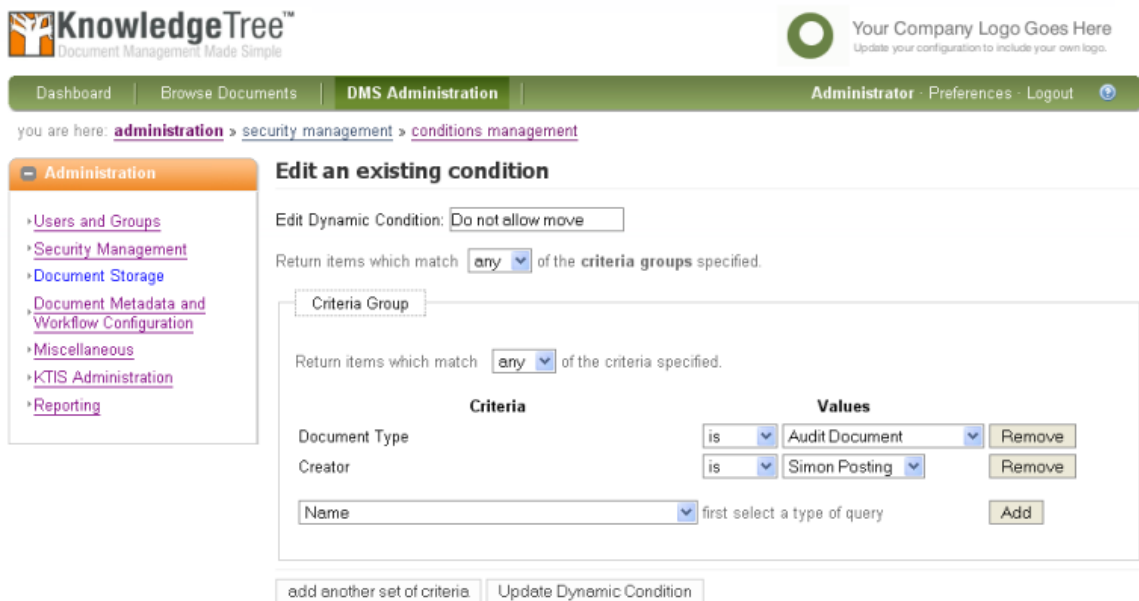 KnowledgeTree™
Document Management Made Simple
Your Company Logo Goes Here
Update your configuration to include your own logo.
Dashboard Browse Documents DMS Administration Administrator · Preferences · Logout ?
you are here: administration » security management » conditions management
Administration
Users and Groups
Security Management
Document Storage
Document Metadata and
Workflow Configuration
Miscellaneous
KTIS Administration
Reporting
Edit an existing condition
Edit Dynamic Condition: Do not allow move
Return items which match any of the criteria groups specified.
Criteria Group
Return items which match any of the criteria specified.
Criteria Values
Document Type is Audit Document Remove
Creator is Simon Posting Remove
Name first select a type of query Add
add another set of criteria Update Dynamic Condition